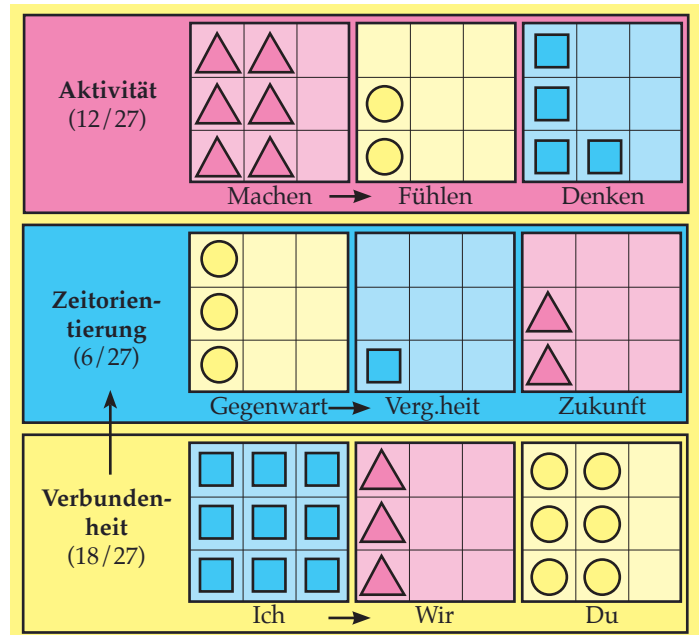 Aktivität
(12/27)
Machen Fühlen Denken
Zeitorien-
tierung
(6/27)
Gegenwart Verg.heit Zukunft
Verbunden-
heit
(18/27)
Ich Wir Du